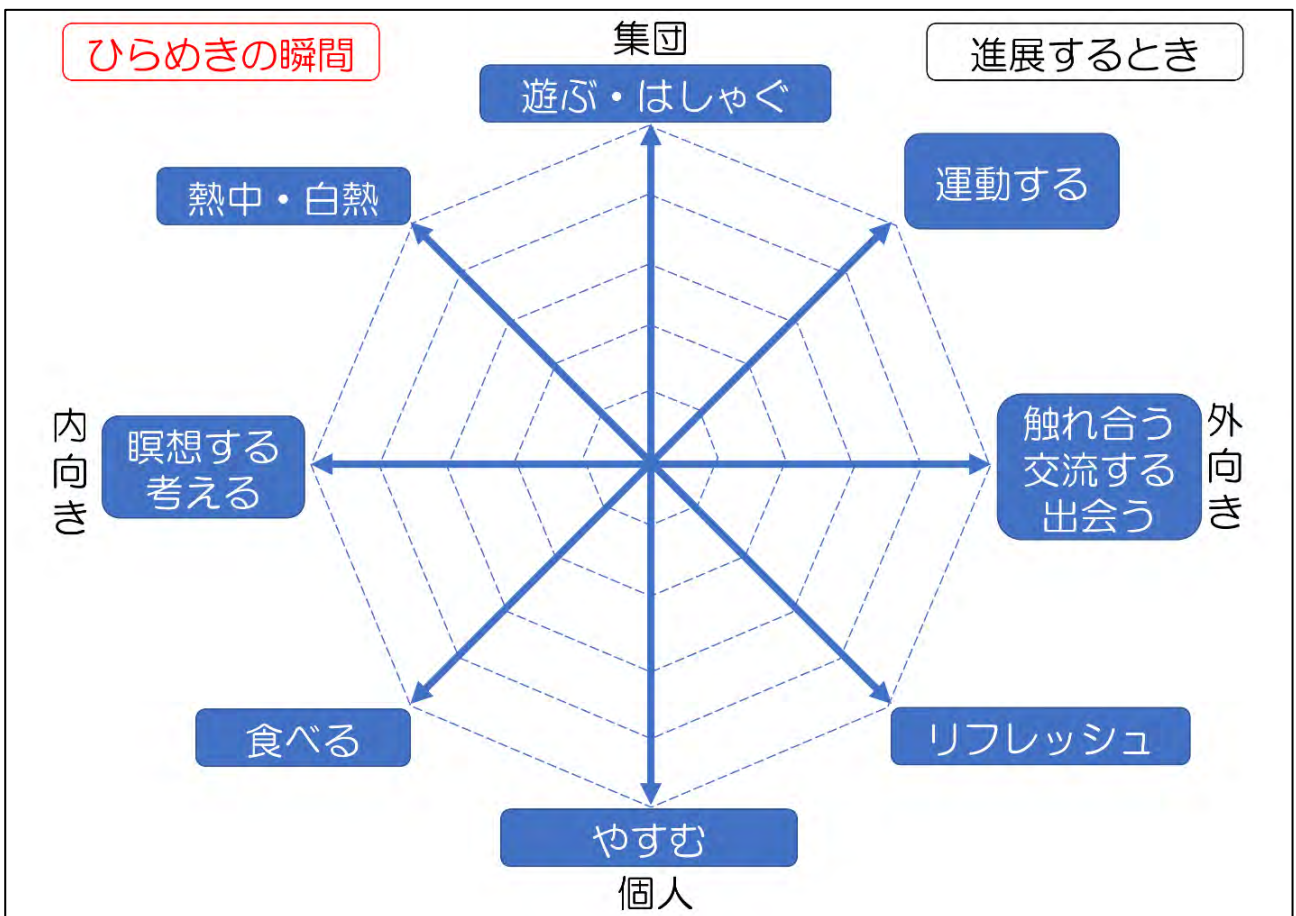 ひらめきの瞬間
集団
進展するとき
遊ぶ・はしゃぐ
熱中・白熱
運動する
内向き
瞑想する
考える
触れ合う
交流する
出会う
外向き
食べる
リフレッシュ
やすむ
個人